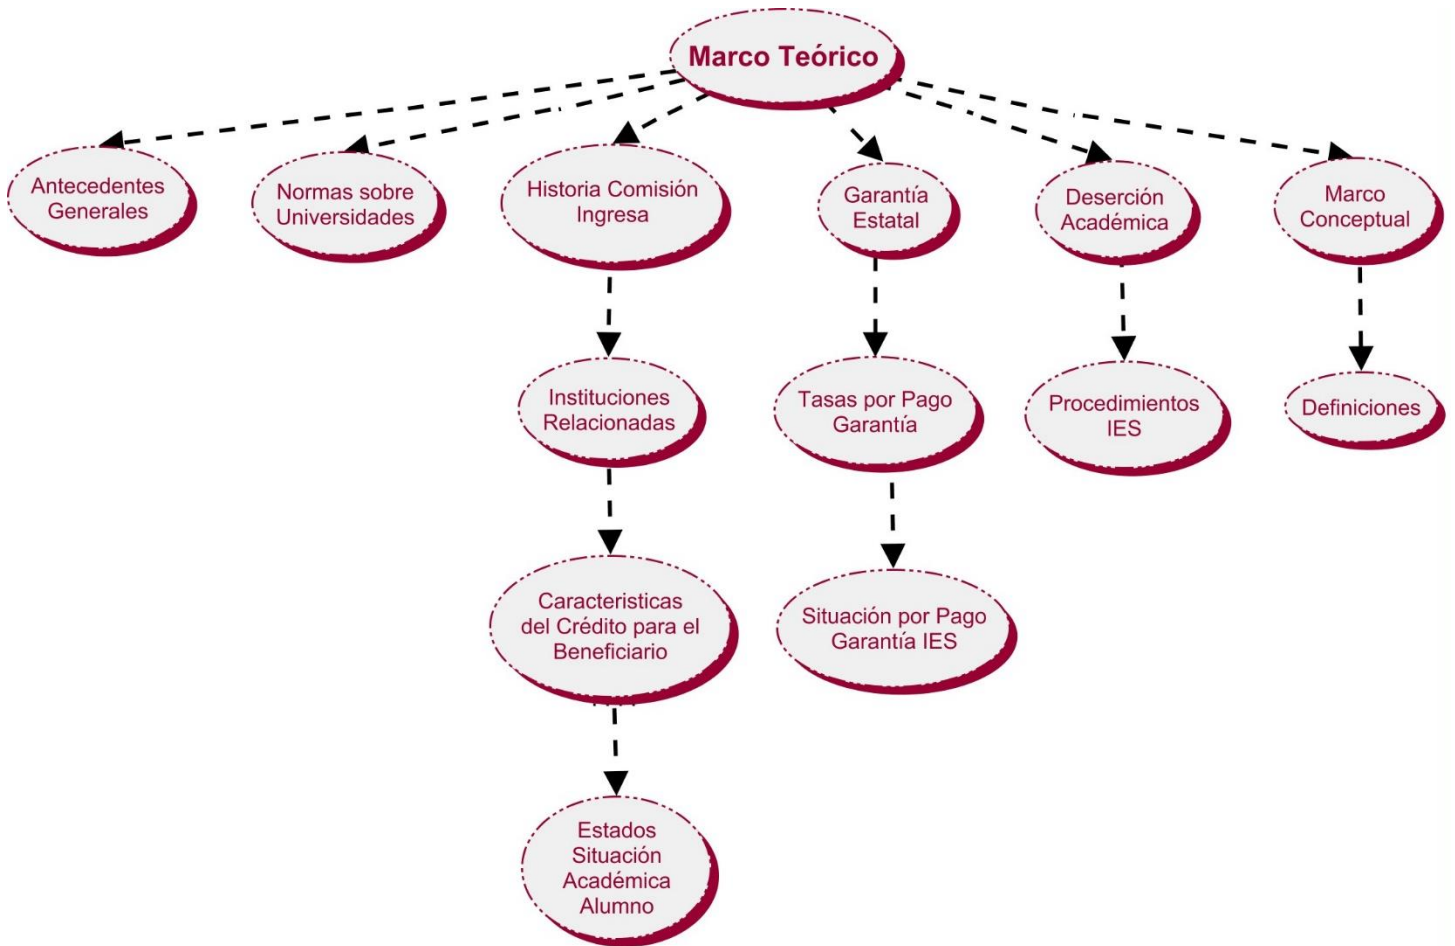 Marco Teórico
Antecedentes
Generales
Normas sobre
Universidades
Historia Comisión
Ingresa
Garantía
Estatal
Deserción
Académica
Marco
Conceptual
Instituciones
Relacionadas
Tasas por Pago
Garantía
Procedimientos
IES
Definiciones
Caracteristicas
del Crédito para el
Beneficiario
Situación por Pago
Garantía IES
Estados
Situación
Académica
Alumno